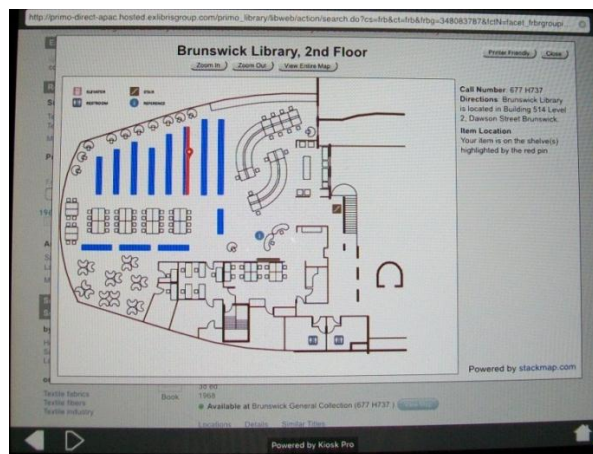 http://primo-direct-apac.hosted.exlibrisgroup.com/primo_library/libweb/action/search.do?cs=frb&ct=frb&frbg=348083787&fctN=facet_frbrgroupi
Brunswick Library, 2nd Floor
Printer Friendly
Close
Zoom In
Zoom Out
View Entire Map
ELEVATOR
STAIR
RESTROOM
REFERENCE
Call Number: 677 H737
Directions: Brunswick Library
is located in Building 514 Level
2, Dawson Street Brunswick.
Item Location
Your item is on the shelve(s)
highlighted by the red pin
Powered by stackmap.com
Textile fabrics
Textile fibers
Textile industry
Book
1968
Available at Brunswick General Collection (677 H737 )
Locations
Details
Similar Titles
Powered by Kiosk Pro